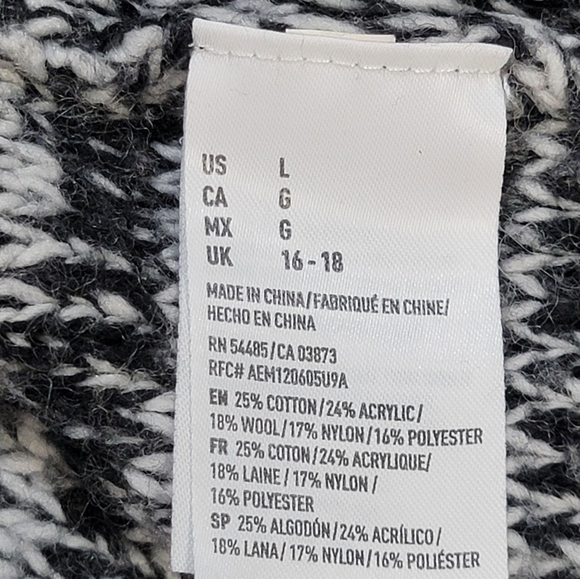 US L
CA G
MX G
UK 16-18
MADE IN CHINA/FABRIQUÉ EN CHINE/
HECHO EN CHINA
RN 54485/CA 03873
RFC# AEM120605U9A
EN 25% COTTON/24% ACRYLIC/
18% WOOL/17% NYLON/16% POLYESTER
FR 25% COTON/24% ACRYLIQUE/
18% LAINE/17% NYLON/
16% POLYESTER
SP 25% ALGODÓN/24% ACRÍLICO/
18% LANA/17% NYLON/16% POLIÉSTER